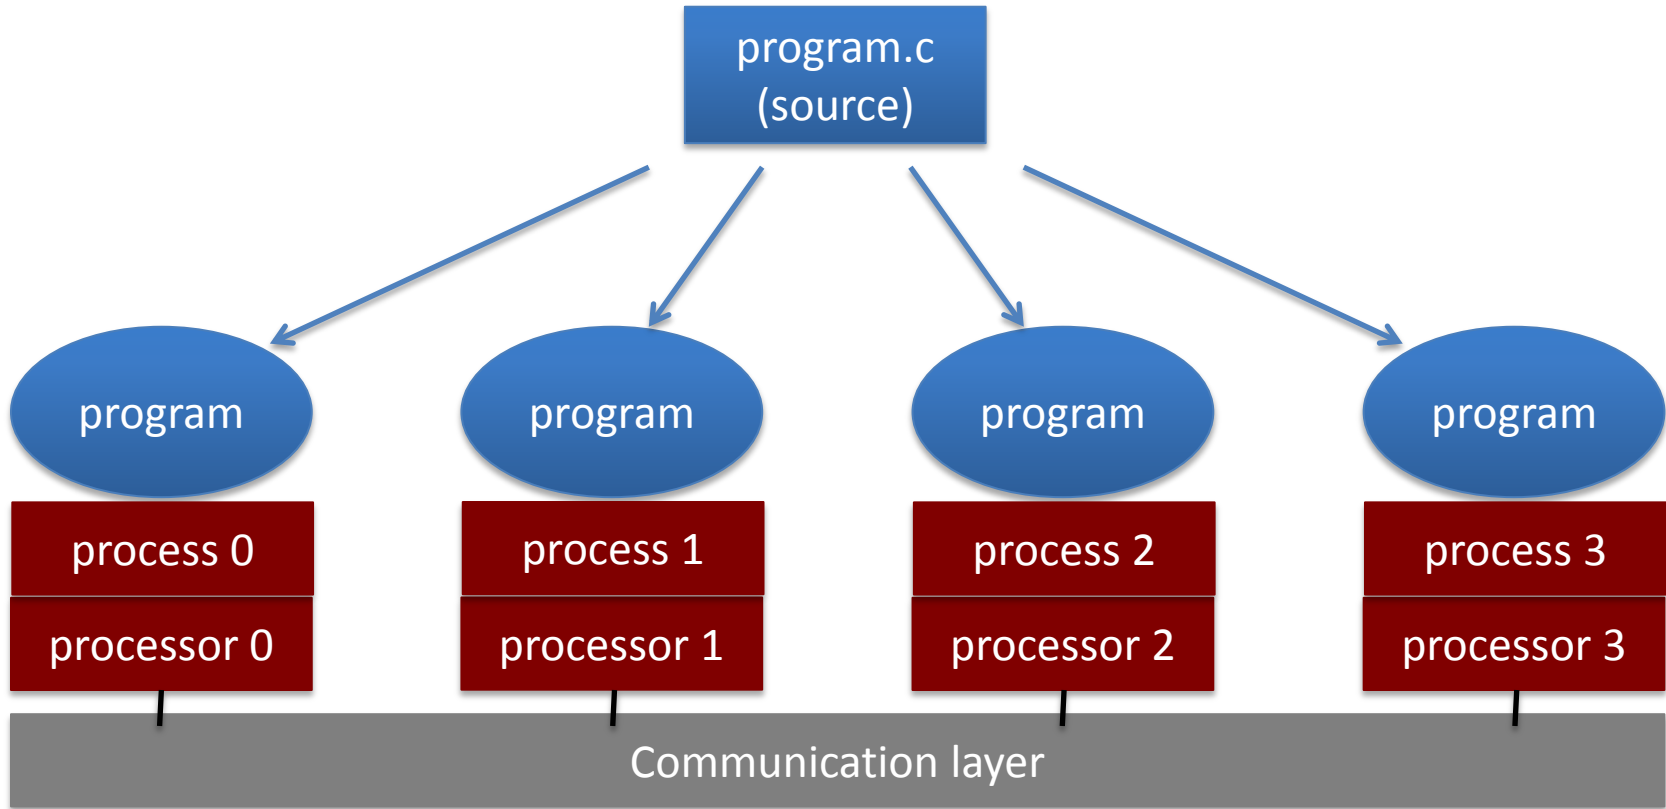 program.c
(source)
program
program
program
program
process 0
process 1
process 2
process 3
processor 0
processor 1
processor 2
processor 3
Communication layer